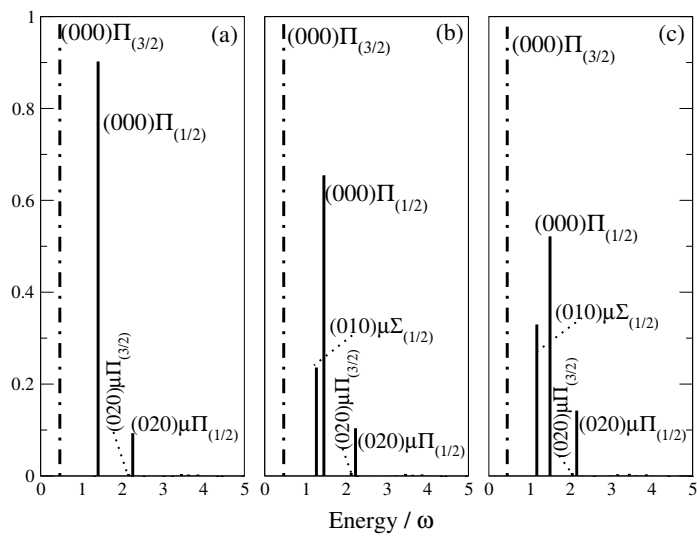 1
0.8
0.6
0.4
0.2
0
(000)Π(3/2)
(a)
(000)Π(1/2)
(020)μΠ(3/2)
(020)μΠ(1/2)
0 1 2 3 4 5
(b)
(000)Π(3/2)
(000)Π(1/2)
(010)μΣ(1/2)
(020)μΠ(3/2)
(020)μΠ(1/2)
0 1 2 3 4 5
(c)
(000)Π(3/2)
(000)Π(1/2)
(010)μΣ(1/2)
(020)μΠ(3/2)
(020)μΠ(1/2)
0 1 2 3 4 5
Energy / ω